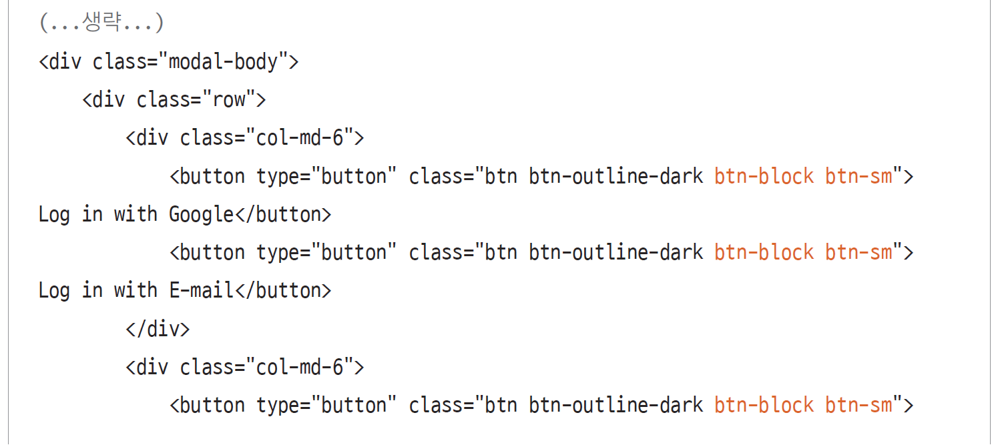 (...생략...)
<div class="modal-body">
    <div class="row">
        <div class="col-md-6">
            <button type="button" class="btn btn-outline-dark btn-block btn-sm">
Log in with Google</button>
            <button type="button" class="btn btn-outline-dark btn-block btn-sm">
Log in with E-mail</button>
        </div>
        <div class="col-md-6">
            <button type="button" class="btn btn-outline-dark btn-block btn-sm">